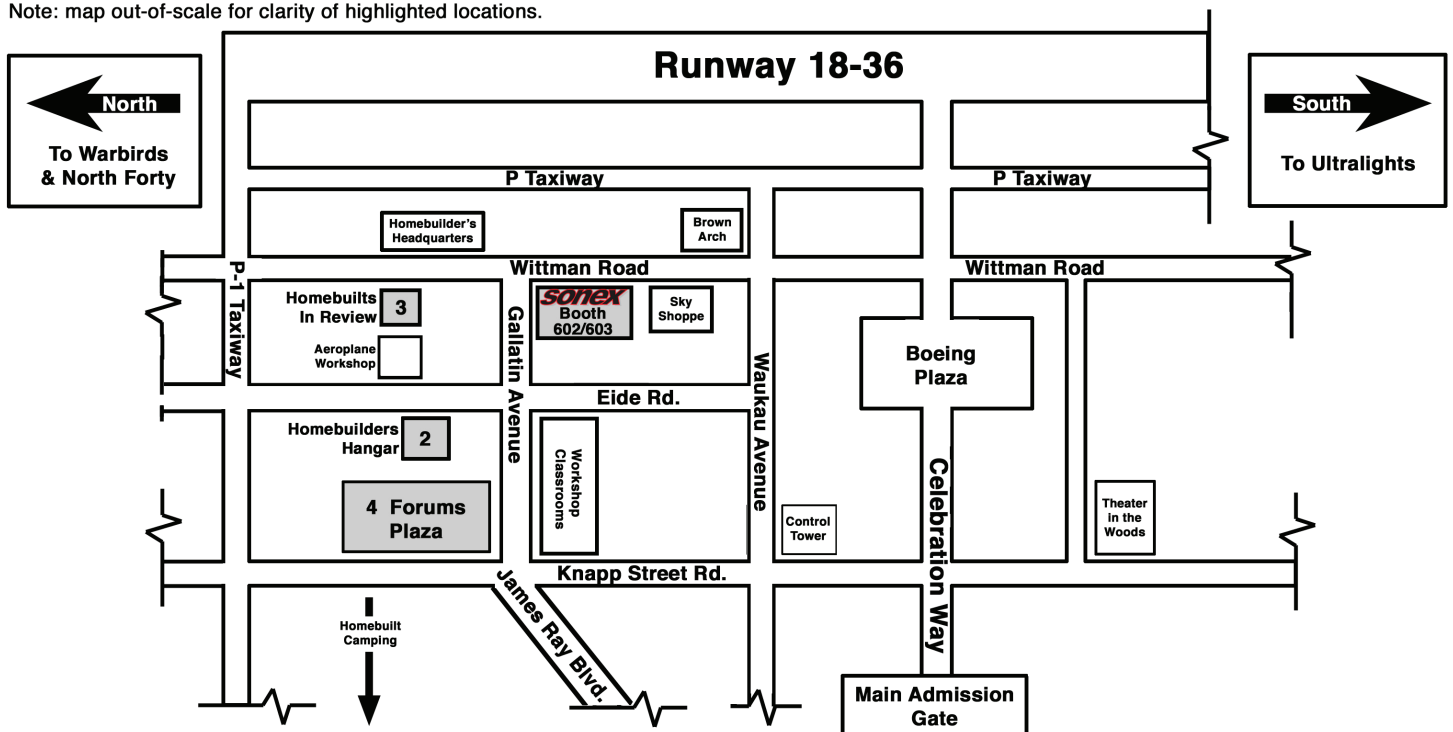 Note: map out-of-scale for clarity of highlighted locations.
Runway 18-36
North
To Warbirds
& North Forty
South
To Ultralights
P Taxiway
P Taxiway
Homebuilder's
Headquarters
Brown
Arch
Wittman Road
Wittman Road
P-1 Taxiway
Homebuilts
In Review
3
Aeroplane
Workshop
Gallatin Avenue
sonex
Booth
602/603
Sky
Shoppe
Waukau Avenue
Boeing
Plaza
Eide Rd.
Homebuilders
Hangar
2
4 Forums
Plaza
Workshop
Classrooms
Control
Tower
Celebration Way
Theater
in the
Woods
Knapp Street Rd.
James Ray Blvd.
Homebuilt
Camping
Main Admission
Gate